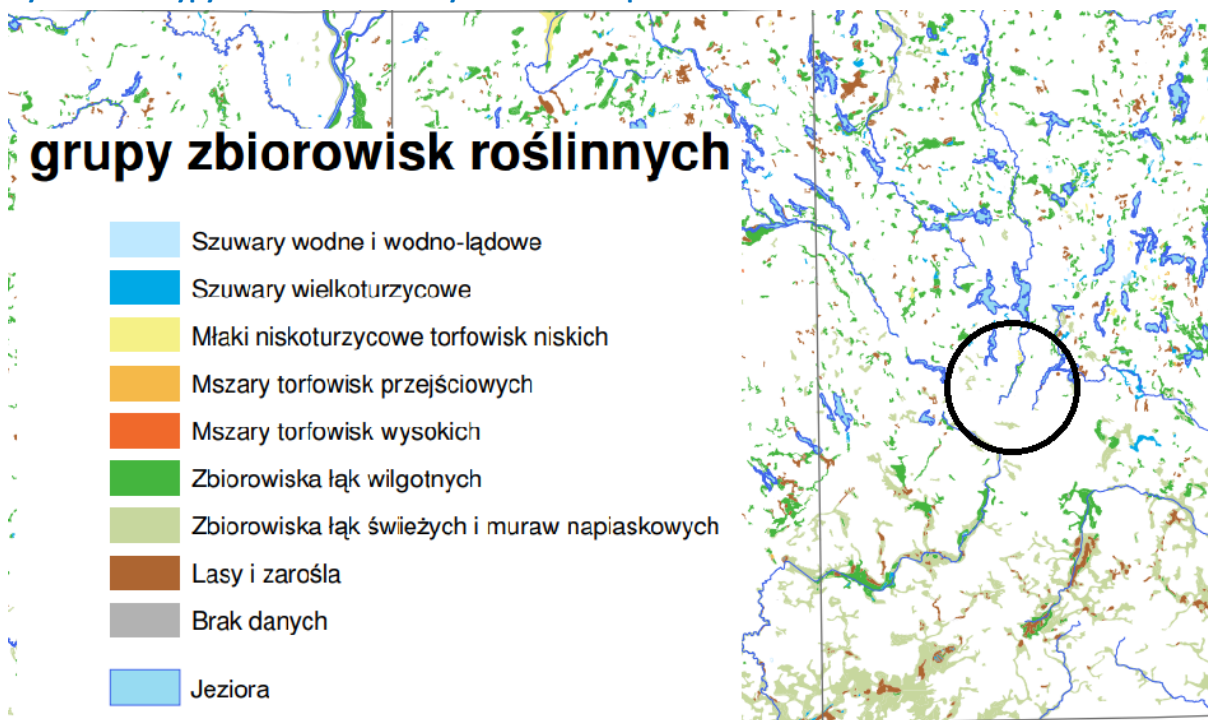 grupy zbiorowisk roślinnych
Szuwary wodne i wodno-lądowe
Szuwary wielkoturzycowe
Młaki niskoturzycowe torfowisk niskich
Mszary torfowisk przejściowych
Mszary torfowisk wysokich
Zbiorowiska łąk wilgotnych
Zbiorowiska łąk świeżych i muraw napiaskowych
Lasy i zarośla
Brak danych
Jeziora